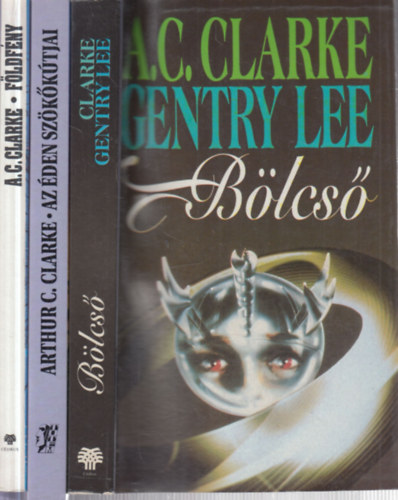 A.C. CLARKE • FÖLDFÉNY
ARTHUR C. CLARKE • AZ ÉDEN SZÖKŐKÚTJAI
CLARKE
GENTRY LEE
Bölcső
A.C. CLARKE
GENTRY LEE
Bölcső